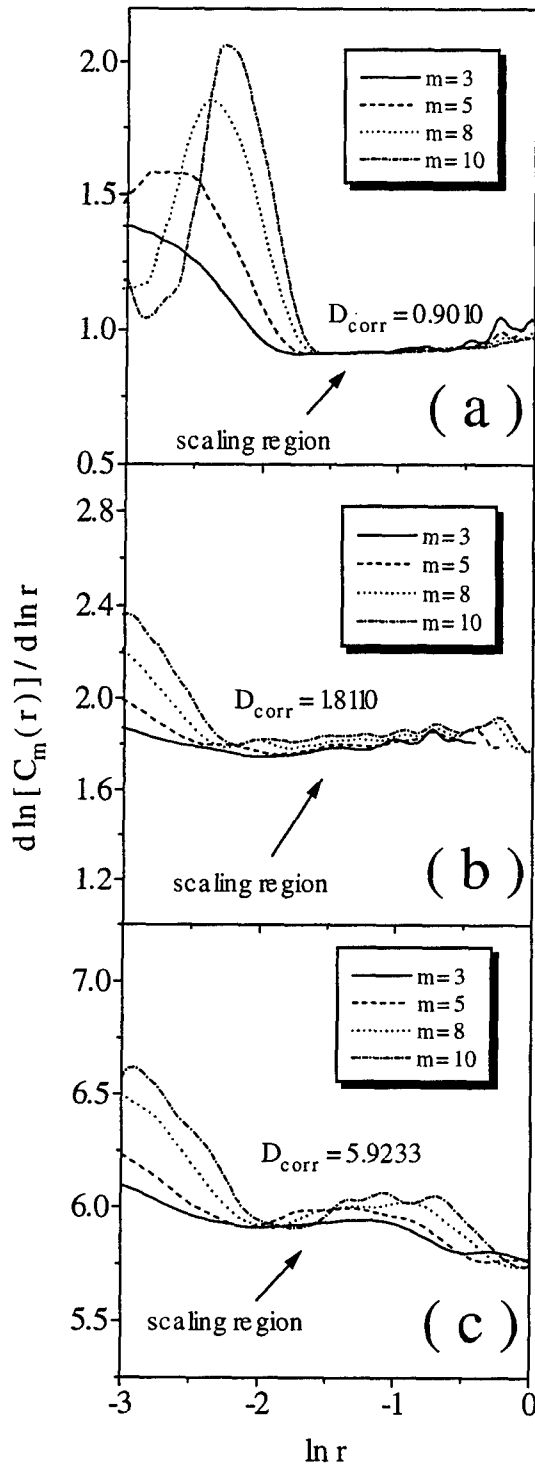 2.0
1.5
1.0
0.5
m=3
m=5
m=8
m=10
D_corr = 0.9010
scaling region
(a)
2.8
2.4
2.0
1.6
1.2
m=3
m=5
m=8
m=10
D_corr = 1.8110
scaling region
(b)
d ln [ C_m(r) ] / d ln r
7.0
6.5
6.0
5.5
m=3
m=5
m=8
m=10
D_corr = 5.9233
scaling region
(c)
-3 -2 -1 0
ln r